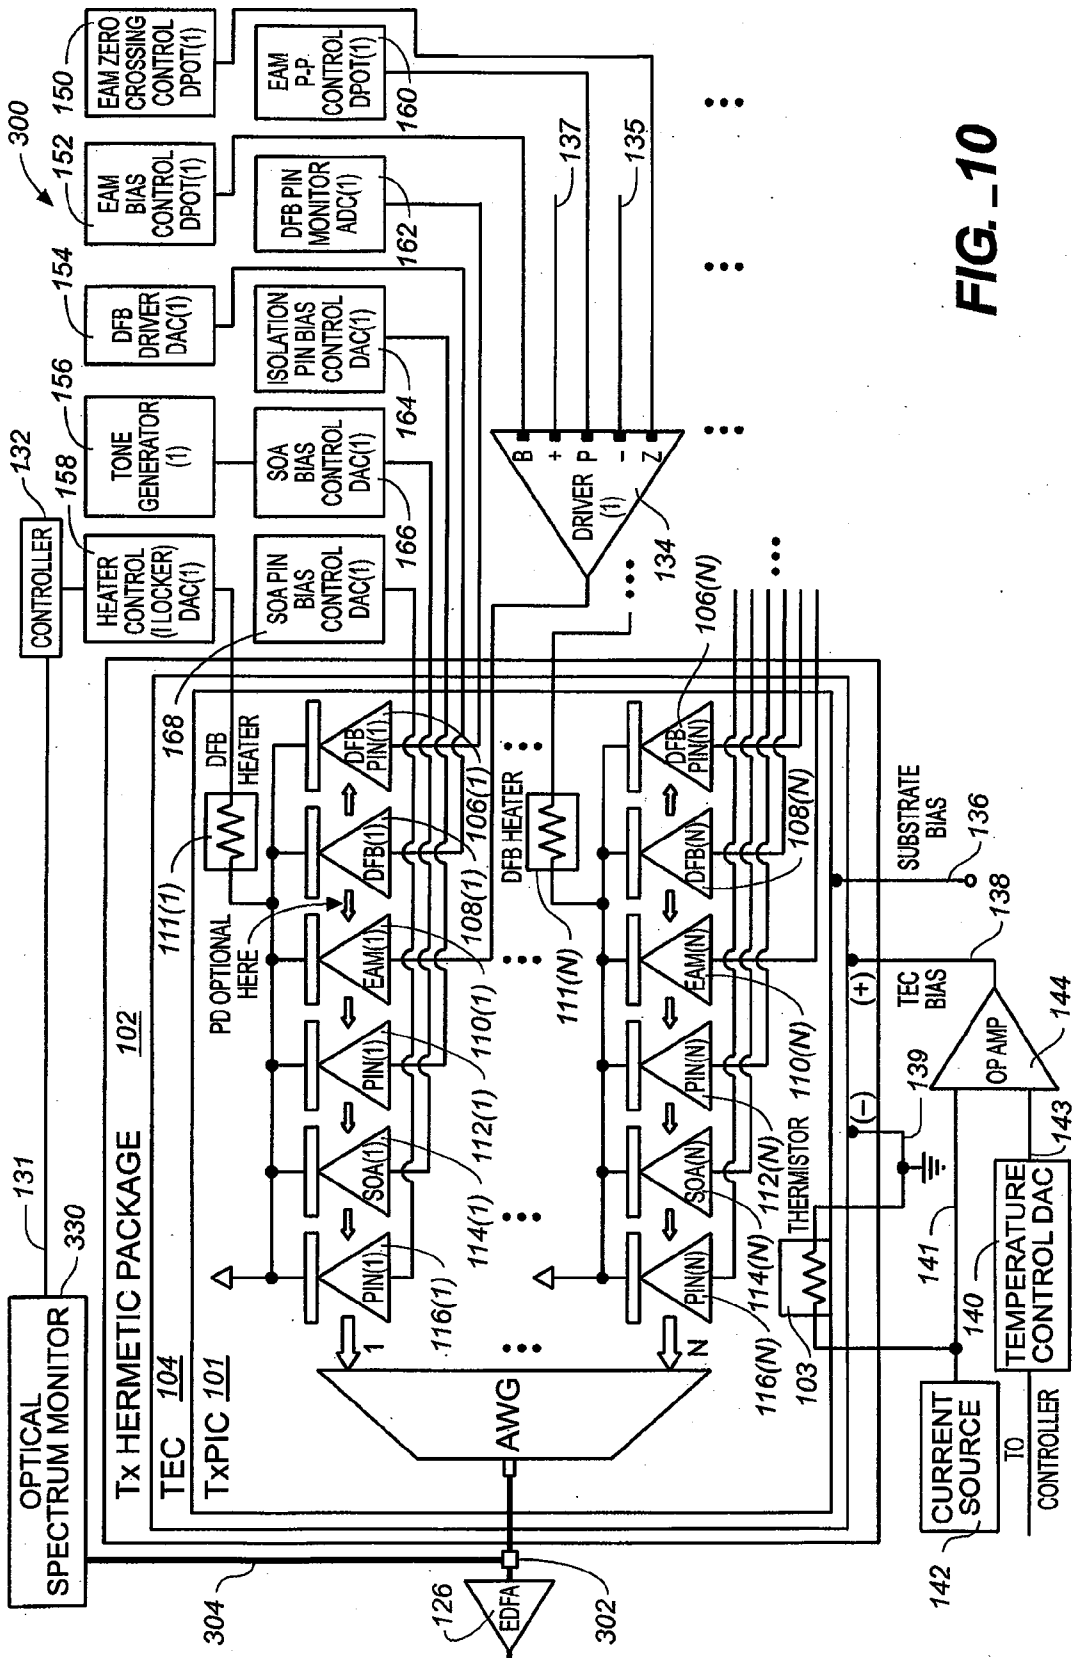 OPTICAL
SPECTRUM MONITOR
330
131
304
CONTROLLER
132
300
HEATER
CONTROL
(λ LOCKER)
DAC(1)
158
TONE
GENERATOR
(1)
156
DFB
DRIVER
DAC(1)
154
EAM
BIAS
CONTROL
DPOT(1)
152
EAM ZERO
CROSSING
CONTROL
DPOT(1)
150
SOA PIN
BIAS
CONTROL
DAC(1)
168
SOA
BIAS
CONTROL
DAC(1)
166
ISOLATION
PIN BIAS
CONTROL
DAC(1)
164
DFB PIN
MONITOR
ADC(1)
162
EAM
P-P
CONTROL
DPOT(1)
160
Tx HERMETIC PACKAGE 102
TEC 104
TxPIC 101
111(1)
DFB
HEATER
PD OPTIONAL
HERE
PIN(1)
SOA(1)
PIN(1)
EAM(1)
DFB(1)
DFB
PIN(1)
116(1)
114(1)
112(1)
110(1)
108(1)
106(1)
1
AWG
N
EDFA
126
302
DRIVER
(1)
B
+
P
−
Z
134
137
135
DFB HEATER
111(N)
PIN(N)
SOA(N)
PIN(N)
EAM(N)
DFB(N)
DFB
PIN(N)
116(N)
114(N)
112(N)
110(N)
108(N)
106(N)
THERMISTOR
103
(−)
(+)
139
TEC
BIAS
138
SUBSTRATE
BIAS
136
CURRENT
SOURCE
142
141
TO
CONTROLLER
TEMPERATURE
CONTROL DAC
140
143
OP AMP
144
FIG._10